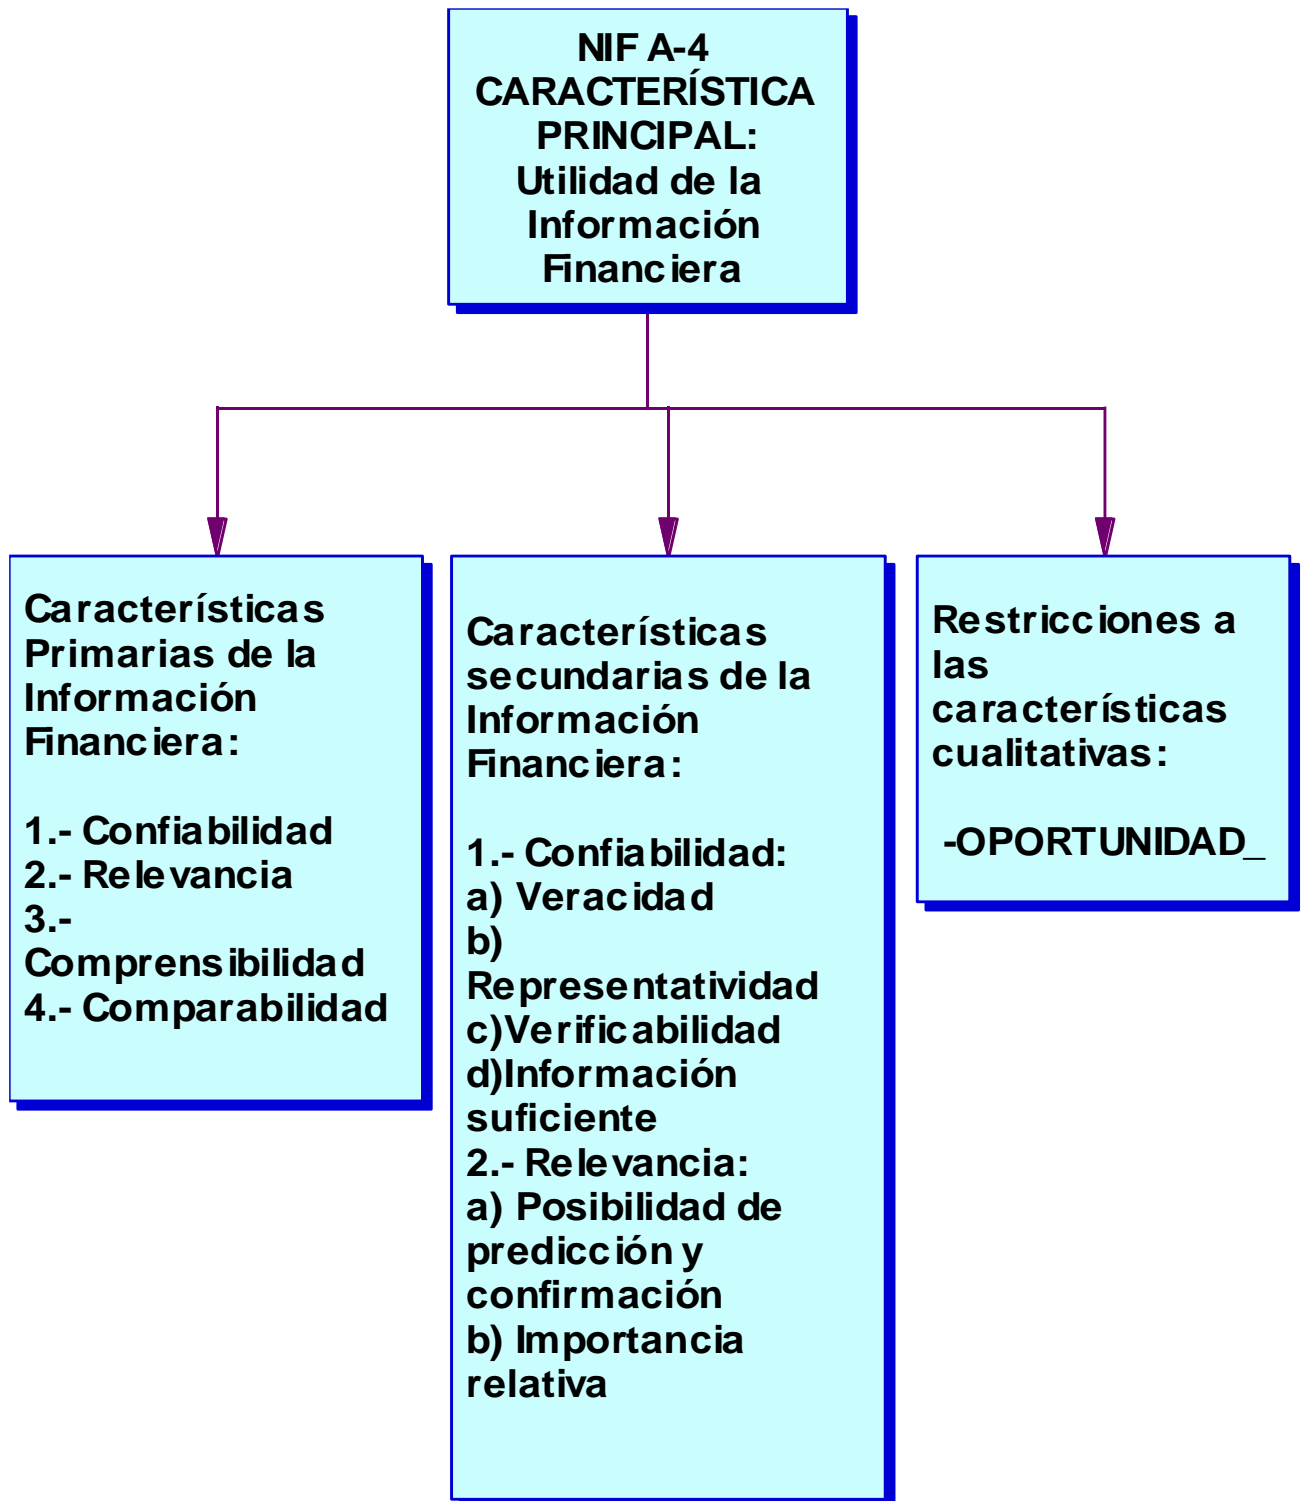 NIF A-4
CARACTERÍSTICA
PRINCIPAL:
Utilidad de la
Información
Financiera
Características
Primarias de la
Información
Financiera:
1.- Confiabilidad
2.- Relevancia
3.-
Comprensibilidad
4.- Comparabilidad
Características
secundarias de la
Información
Financiera:
1.- Confiabilidad:
a) Veracidad
b)
Representatividad
c)Verificabilidad
d)Información
suficiente
2.- Relevancia:
a) Posibilidad de
predicción y
confirmación
b) Importancia
relativa
Restricciones a
las
características
cualitativas:
-OPORTUNIDAD_